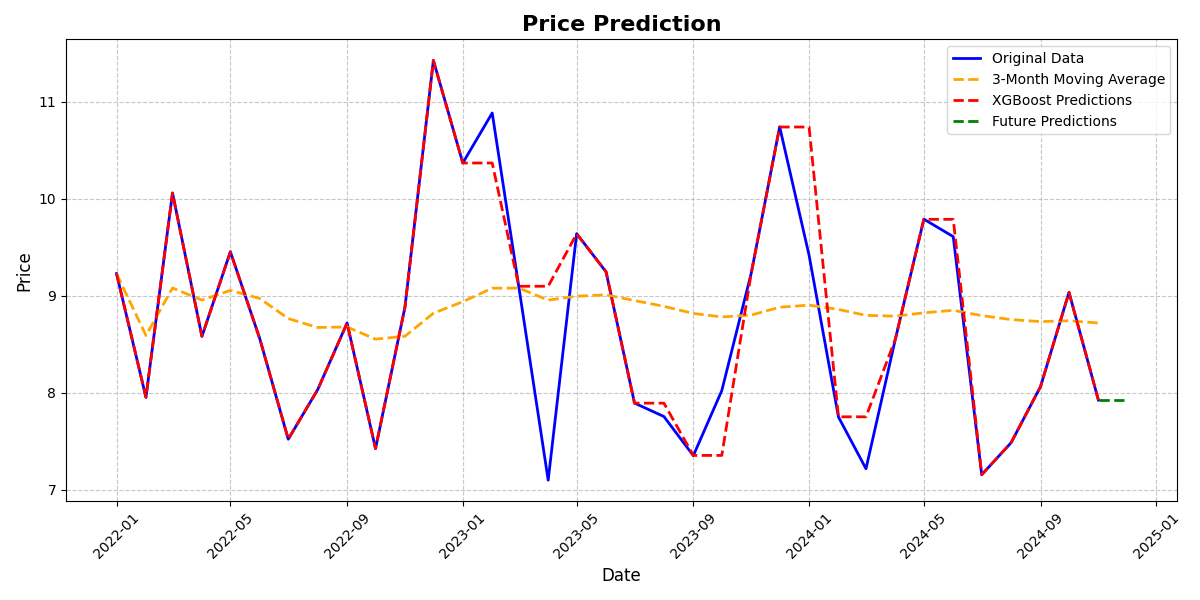 Price Prediction
Original Data
3-Month Moving Average
XGBoost Predictions
Future Predictions
Price
11
10
9
8
7
2022-01
2022-05
2022-09
2023-01
2023-05
2023-09
2024-01
2024-05
2024-09
2025-01
Date